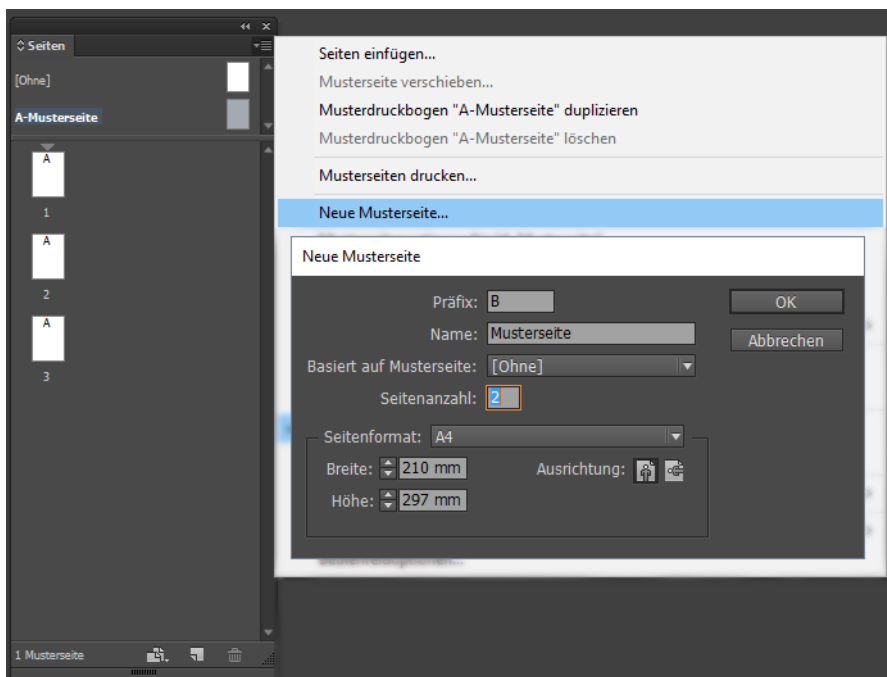 Seiten
[Ohne]
A-Musterseite
A
1
A
2
A
3
1 Musterseite
Seiten einfügen...
Musterseite verschieben...
Musterdruckbogen "A-Musterseite" duplizieren
Musterdruckbogen "A-Musterseite" löschen
Musterseiten drucken...
Neue Musterseite...
Neue Musterseite
Präfix: B
OK
Name: Musterseite
Abbrechen
Basiert auf Musterseite: [Ohne]
Seitenanzahl: 2
Seitenformat: A4
Breite: 210 mm
Ausrichtung:
Höhe: 297 mm